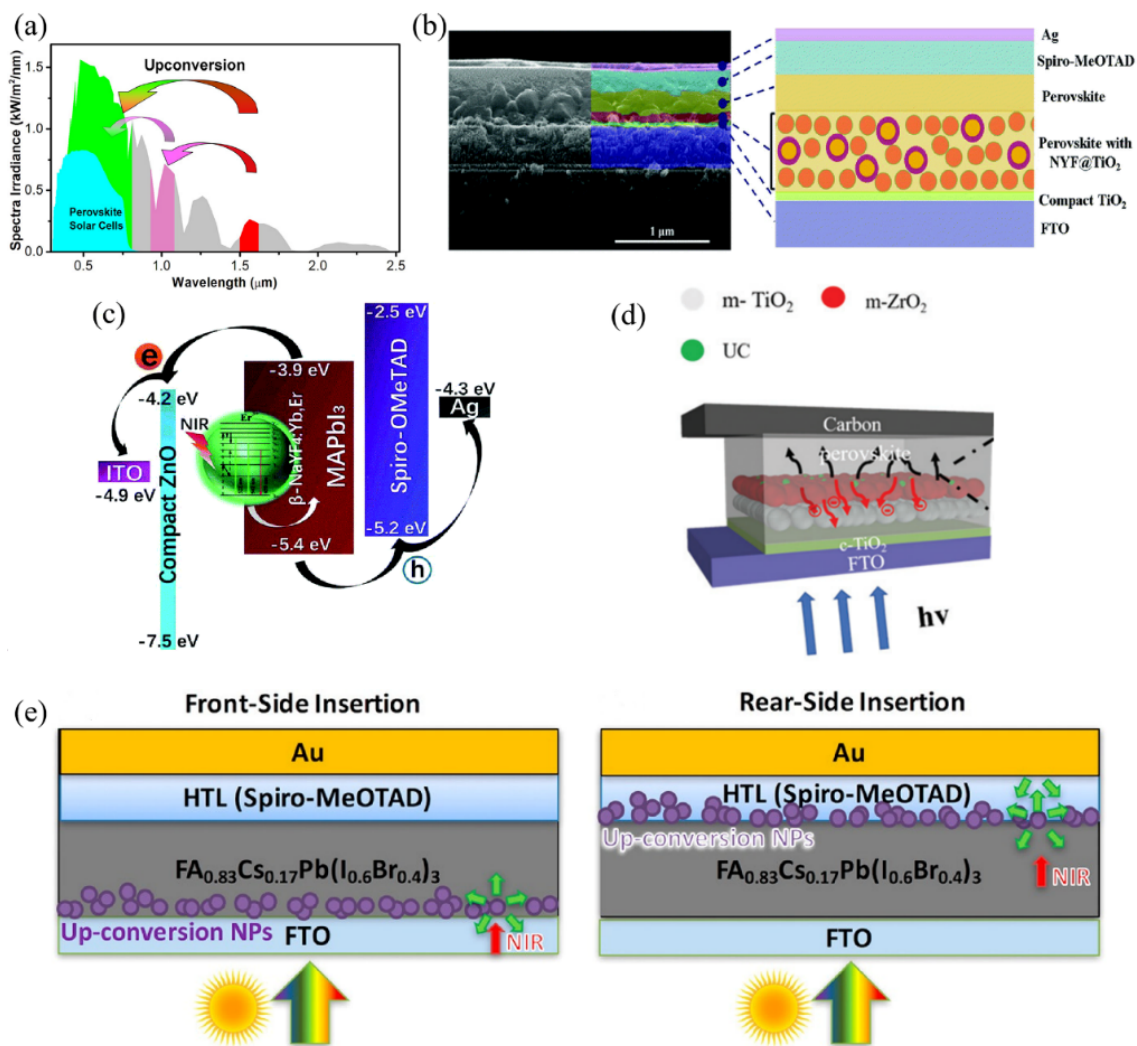 (a)
Upconversion
Perovskite
Solar Cells
Spectra Irradiance (kW/m²/nm)
1.5
1.0
0.5
0.0
0.5 1.0 1.5 2.0 2.5
Wavelength (μm)
(b)
1 μm
Ag
Spiro-MeOTAD
Perovskite
Perovskite with
NYF@TiO₂
Compact TiO₂
FTO
(c)
e
-4.2 eV
NIR
ITO
-4.9 eV
Compact ZnO
-7.5 eV
Er
-3.9 eV
β-NaYF4:Yb,Er
MAPbI₃
-5.4 eV
-2.5 eV
Spiro-OMeTAD
-5.2 eV
h
-4.3 eV
Ag
(d)
m- TiO₂
m-ZrO₂
UC
Carbon
perovskite
c-TiO₂
FTO
hv
(e)
Front-Side Insertion
Au
HTL (Spiro-MeOTAD)
FA₀.₈₃Cs₀.₁₇Pb(I₀.₆Br₀.₄)₃
Up-conversion NPs
FTO
NIR
Rear-Side Insertion
Au
HTL (Spiro-MeOTAD)
Up-conversion NPs
FA₀.₈₃Cs₀.₁₇Pb(I₀.₆Br₀.₄)₃
NIR
FTO